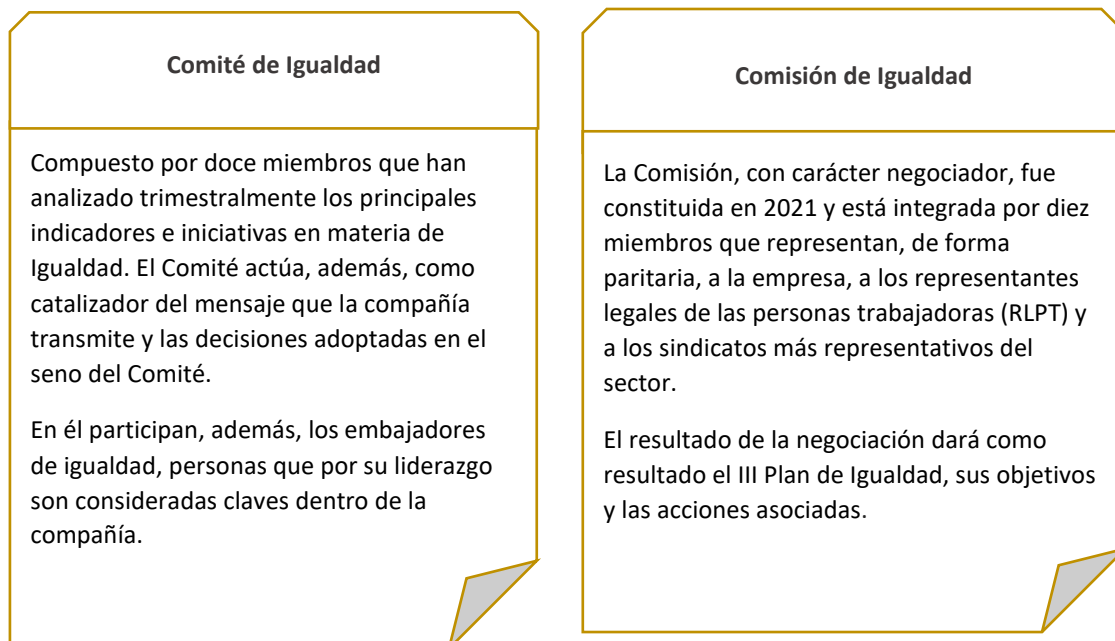 Comité de Igualdad
Compuesto por doce miembros que han
analizado trimestralmente los principales
indicadores e iniciativas en materia de
Igualdad. El Comité actúa, además, como
catalizador del mensaje que la compañía
transmite y las decisiones adoptadas en el
seno del Comité.
En él participan, además, los embajadores
de igualdad, personas que por su liderazgo
son consideradas claves dentro de la
compañía.
Comisión de Igualdad
La Comisión, con carácter negociador, fue
constituida en 2021 y está integrada por diez
miembros que representan, de forma
paritaria, a la empresa, a los representantes
legales de las personas trabajadoras (RLPT) y
a los sindicatos más representativos del
sector.
El resultado de la negociación dará como
resultado el III Plan de Igualdad, sus objetivos
y las acciones asociadas.